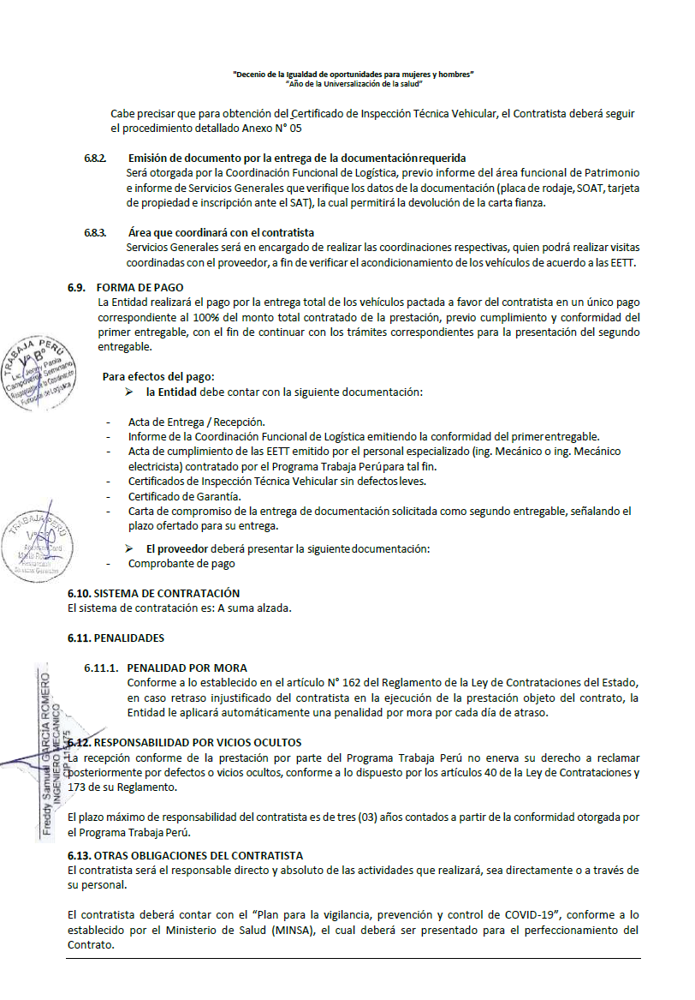 "Decenio de la Igualdad de oportunidades para mujeres y hombres"
"Año de la Universalización de la salud"
Cabe precisar que para obtención del Certificado de Inspección Técnica Vehicular, el Contratista deberá seguir
el procedimiento detallado Anexo N° 05
6.8.2. Emisión de documento por la entrega de la documentación requerida
Será otorgada por la Coordinación Funcional de Logística, previo informe del área funcional de Patrimonio
e informe de Servicios Generales que verifique los datos de la documentación (placa de rodaje, SOAT, tarjeta
de propiedad e inscripción ante el SAT), la cual permitirá la devolución de la carta fianza.
6.8.3. Área que coordinará con el contratista
Servicios Generales será en encargado de realizar las coordinaciones respectivas, quien podrá realizar visitas
coordinadas con el proveedor, a fin de verificar el acondicionamiento de los vehículos de acuerdo a las EETT.
6.9. FORMA DE PAGO
La Entidad realizará el pago por la entrega total de los vehículos pactada a favor del contratista en un único pago
correspondiente al 100% del monto total contratado de la prestación, previo cumplimiento y conformidad del
primer entregable, con el fin de continuar con los trámites correspondientes para la presentación del segundo
entregable.
TRABAJA PERÚ
V° B°
Lic. Jenny Paola
Campoverde Seminario
Responsable de la Coordinación
Funcional de Logística
Para efectos del pago:
➢ la Entidad debe contar con la siguiente documentación:
- Acta de Entrega / Recepción.
- Informe de la Coordinación Funcional de Logística emitiendo la conformidad del primer entregable.
- Acta de cumplimiento de las EETT emitido por el personal especializado (ing. Mecánico o ing. Mecánico
electricista) contratado por el Programa Trabaja Perú para tal fin.
- Certificados de Inspección Técnica Vehicular sin defectos leves.
- Certificado de Garantía.
- Carta de compromiso de la entrega de documentación solicitada como segundo entregable, señalando el
plazo ofertado para su entrega.
TRABAJA PERÚ
Servicios Generales
➢ El proveedor deberá presentar la siguiente documentación:
- Comprobante de pago
6.10. SISTEMA DE CONTRATACIÓN
El sistema de contratación es: A suma alzada.
6.11. PENALIDADES
6.11.1. PENALIDAD POR MORA
Conforme a lo establecido en el artículo N° 162 del Reglamento de la Ley de Contrataciones del Estado,
en caso retraso injustificado del contratista en la ejecución de la prestación objeto del contrato, la
Entidad le aplicará automáticamente una penalidad por mora por cada día de atraso.
Freddy Samuel GARCÍA ROMERO
INGENIERO MECÁNICO
CIP
6.12. RESPONSABILIDAD POR VICIOS OCULTOS
La recepción conforme de la prestación por parte del Programa Trabaja Perú no enerva su derecho a reclamar
posteriormente por defectos o vicios ocultos, conforme a lo dispuesto por los artículos 40 de la Ley de Contrataciones y
173 de su Reglamento.
El plazo máximo de responsabilidad del contratista es de tres (03) años contados a partir de la conformidad otorgada por
el Programa Trabaja Perú.
6.13. OTRAS OBLIGACIONES DEL CONTRATISTA
El contratista será el responsable directo y absoluto de las actividades que realizará, sea directamente o a través de
su personal.
El contratista deberá contar con el “Plan para la vigilancia, prevención y control de COVID-19”, conforme a lo
establecido por el Ministerio de Salud (MINSA), el cual deberá ser presentado para el perfeccionamiento del
Contrato.